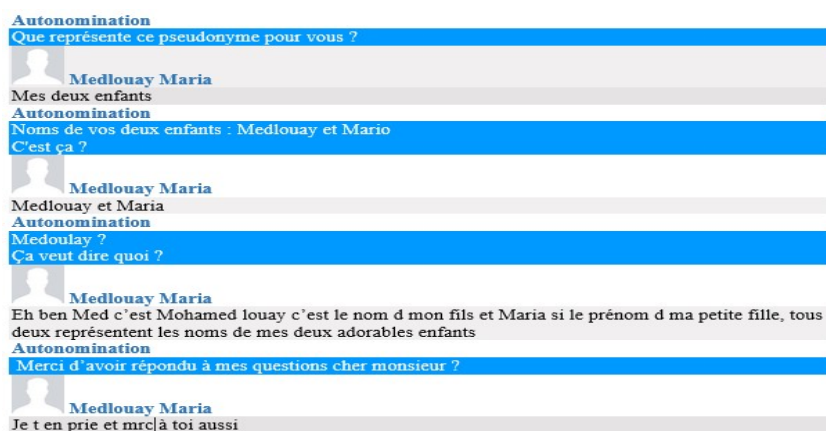 Autonomination
Que représente ce pseudonyme pour vous ?
Medlouay Maria
Mes deux enfants
Autonomination
Noms de vos deux enfants : Medlouay et Mario
C'est ça ?
Medlouay Maria
Medlouay et Maria
Autonomination
Medoulay ?
Ça veut dire quoi ?
Medlouay Maria
Eh ben Med c’est Mohamed louay c’est le nom d mon fils et Maria si le prénom d ma petite fille, tous
deux représentent les noms de mes deux adorables enfants
Autonomination
Merci d’avoir répondu à mes questions cher monsieur ?
Medlouay Maria
Je t en prie et mrc à toi aussi